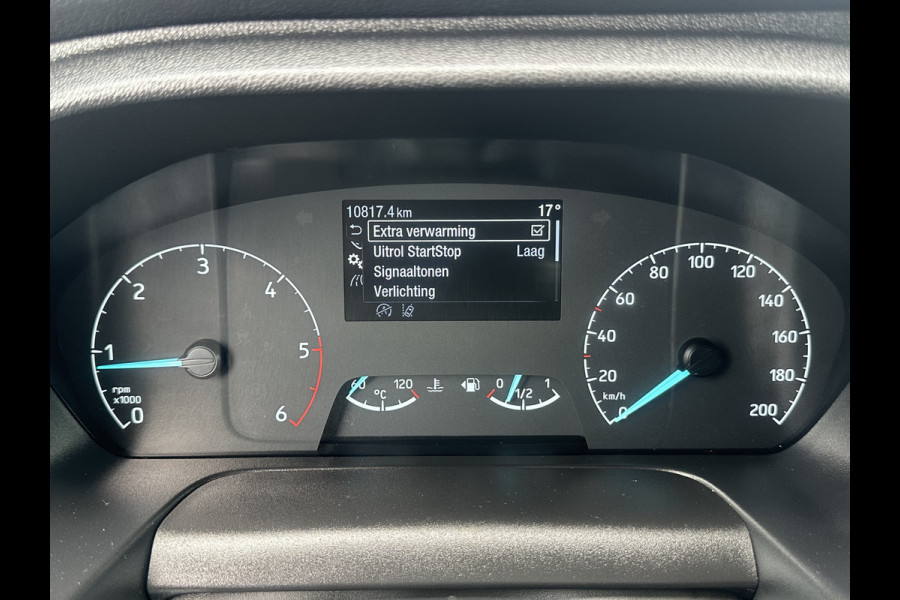 10817.4 km 17°
Extra verwarming
Uitrol StartStop Laag
Signaaltonen
Verlichting
0 1 2 3 4 5 6
rpm
x1000
60 120
°C
0 1/2 1
0 20 40 60 80 100 120 140 160 180 200
km/h